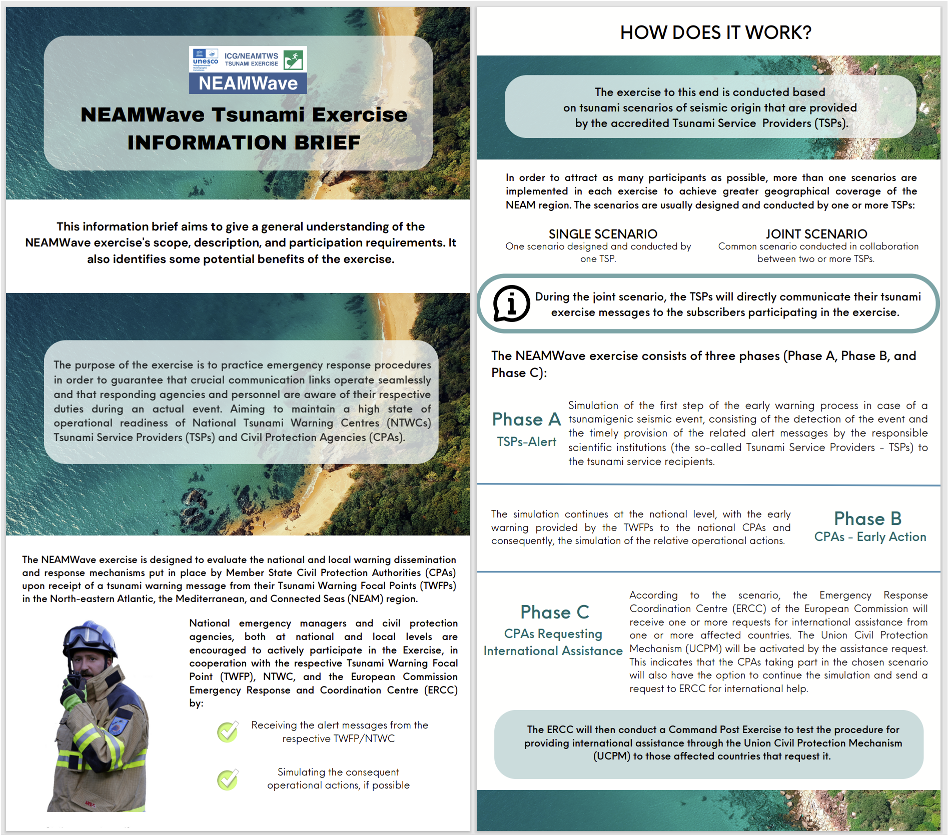 unesco
ICG/NEAMTWS
TSUNAMI EXERCISE
NEAMWave
NEAMWave Tsunami Exercise
INFORMATION BRIEF
This information brief aims to give a general understanding of the
NEAMWave exercise's scope, description, and participation requirements. It
also identifies some potential benefits of the exercise.
The purpose of the exercise is to practice emergency response procedures
in order to guarantee that crucial communication links operate seamlessly
and that responding agencies and personnel are aware of their respective
duties during an actual event. Aiming to maintain a high state of
operational readiness of National Tsunami Warning Centres (NTWCs)
Tsunami Service Providers (TSPs) and Civil Protection Agencies (CPAs).
The NEAMWave exercise is designed to evaluate the national and local warning dissemination
and response mechanisms put in place by Member State Civil Protection Authorities (CPAs)
upon receipt of a tsunami warning message from their Tsunami Warning Focal Points (TWFPs)
in the North-eastern Atlantic, the Mediterranean, and Connected Seas (NEAM) region.
National emergency managers and civil protection
agencies, both at national and local levels are
encouraged to actively participate in the Exercise, in
cooperation with the respective Tsunami Warning Focal
Point (TWFP), NTWC, and the European Commission
Emergency Response and Coordination Centre (ERCC)
by:
Receiving the alert messages from the
respective TWFP/NTWC
Simulating the consequent
operational actions, if possible
HOW DOES IT WORK?
The exercise to this end is conducted based
on tsunami scenarios of seismic origin that are provided
by the accredited Tsunami Service Providers (TSPs).
In order to attract as many participants as possible, more than one scenarios are
implemented in each exercise to achieve greater geographical coverage of the
NEAM region. The scenarios are usually designed and conducted by one or more TSPs:
SINGLE SCENARIO
One scenario designed and conducted by
one TSP.
JOINT SCENARIO
Common scenario conducted in collaboration
between two or more TSPs.
During the joint scenario, the TSPs will directly communicate their tsunami
exercise messages to the subscribers participating in the exercise.
The NEAMWave exercise consists of three phases (Phase A, Phase B, and
Phase C):
Phase A
TSPs-Alert
Simulation of the first step of the early warning process in case of a
tsunamigenic seismic event, consisting of the detection of the event and
the timely provision of the related alert messages by the responsible
scientific institutions (the so-called Tsunami Service Providers - TSPs) to
the tsunami service recipients.
The simulation continues at the national level, with the early
warning provided by the TWFPs to the national CPAs and
consequently, the simulation of the relative operational actions.
Phase B
CPAs - Early Action
Phase C
CPAs Requesting
International Assistance
According to the scenario, the Emergency Response
Coordination Centre (ERCC) of the European Commission will
receive one or more requests for international assistance from
one or more affected countries. The Union Civil Protection
Mechanism (UCPM) will be activated by the assistance request.
This indicates that the CPAs taking part in the chosen scenario
will also have the option to continue the simulation and send a
request to ERCC for international help.
The ERCC will then conduct a Command Post Exercise to test the procedure for
providing international assistance through the Union Civil Protection Mechanism
(UCPM) to those affected countries that request it.